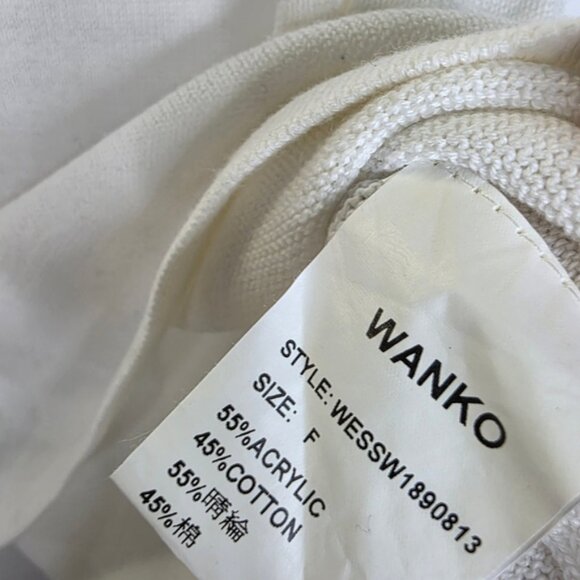 WANKO
STYLE: WESSW1890813
SIZE: F
55%ACRYLIC
45%COTTON
55%晴綸
45%棉